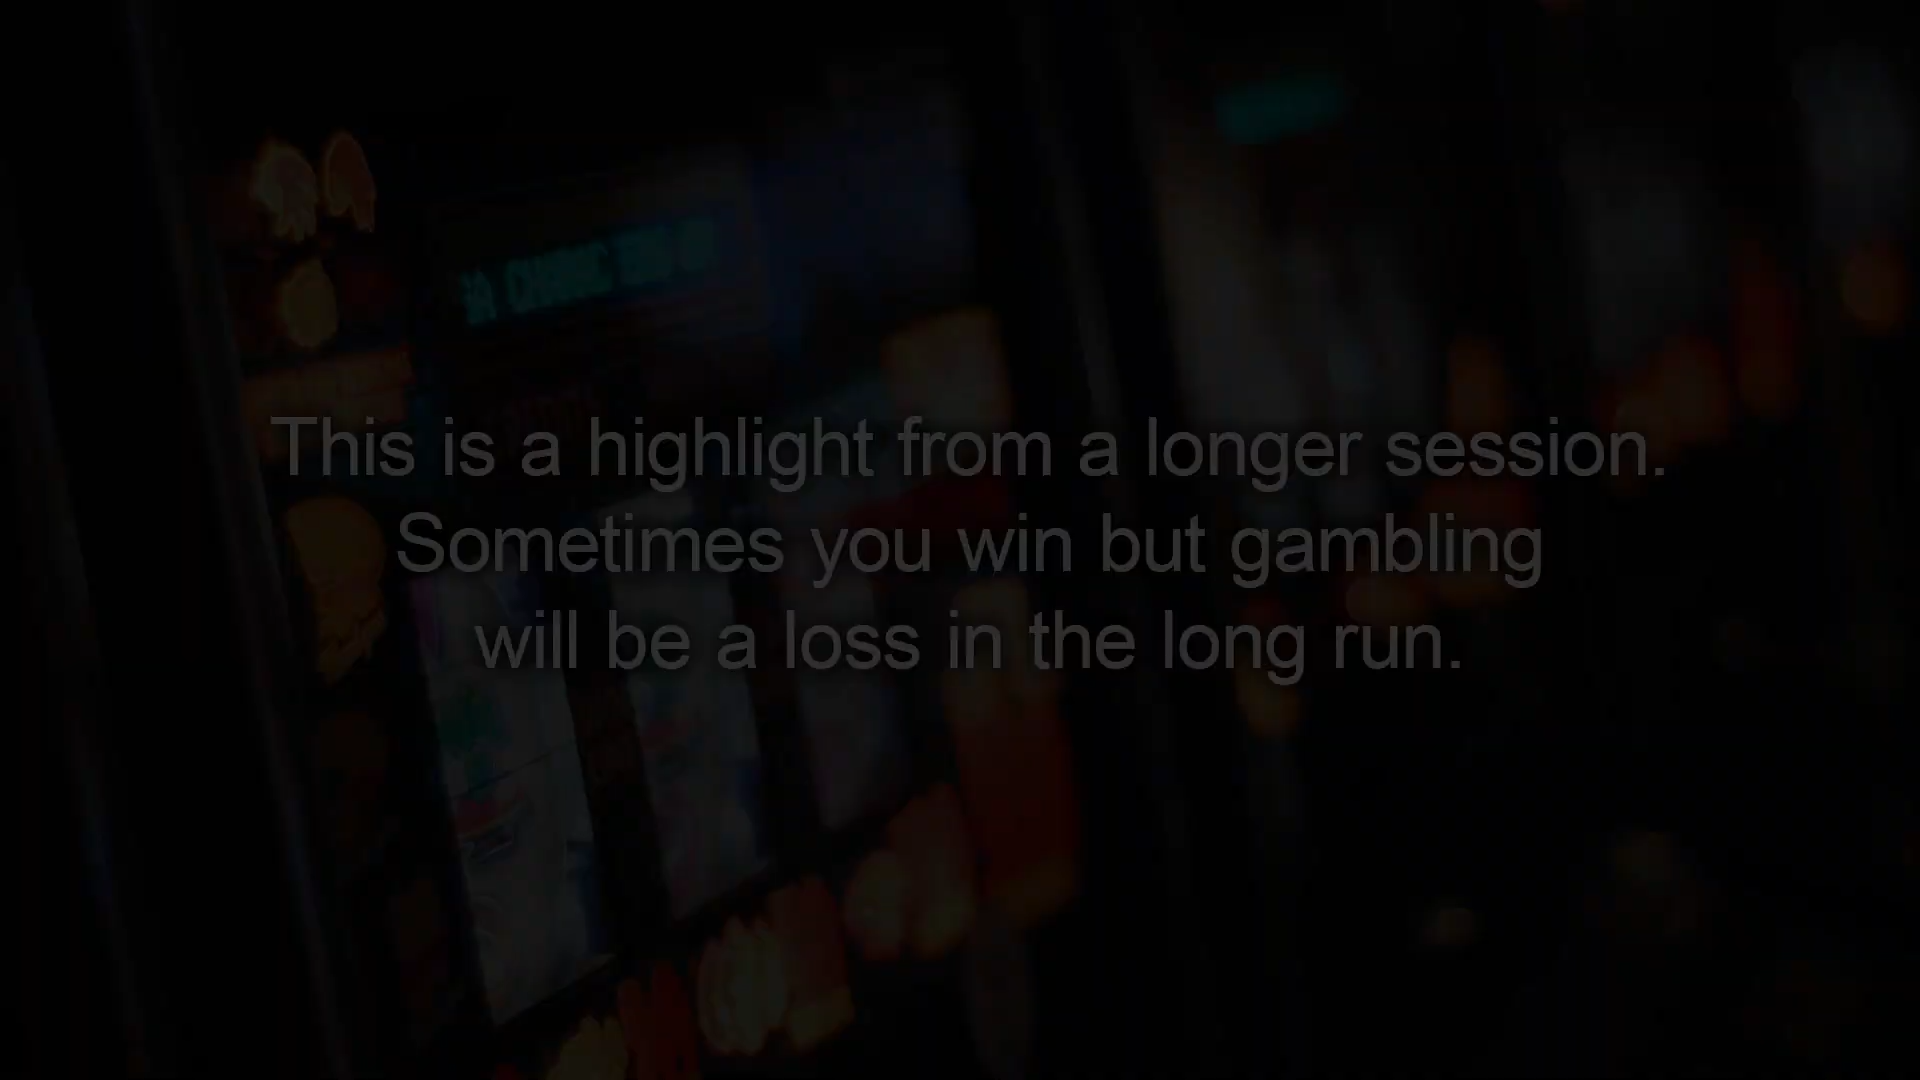 This is a highlight from a longer session.
Sometimes you win but gambling
will be a loss in the long run.